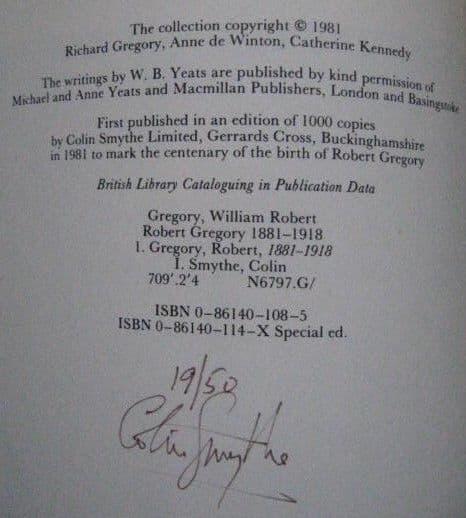 The collection copyright © 1981
Richard Gregory, Anne de Winton, Catherine Kennedy
The writings by W. B. Yeats are published by kind permission of
Michael and Anne Yeats and Macmillan Publishers, London and Basingstoke
First published in an edition of 1000 copies
by Colin Smythe Limited, Gerrards Cross, Buckinghamshire
in 1981 to mark the centenary of the birth of Robert Gregory
British Library Cataloguing in Publication Data
Gregory, William Robert
Robert Gregory 1881–1918
1. Gregory, Robert, 1881–1918
I. Smythe, Colin
709'.2'4 N6797.G/
ISBN 0–86140–108–5
ISBN 0–86140–114–X Special ed.
19/50
Colin Smythe